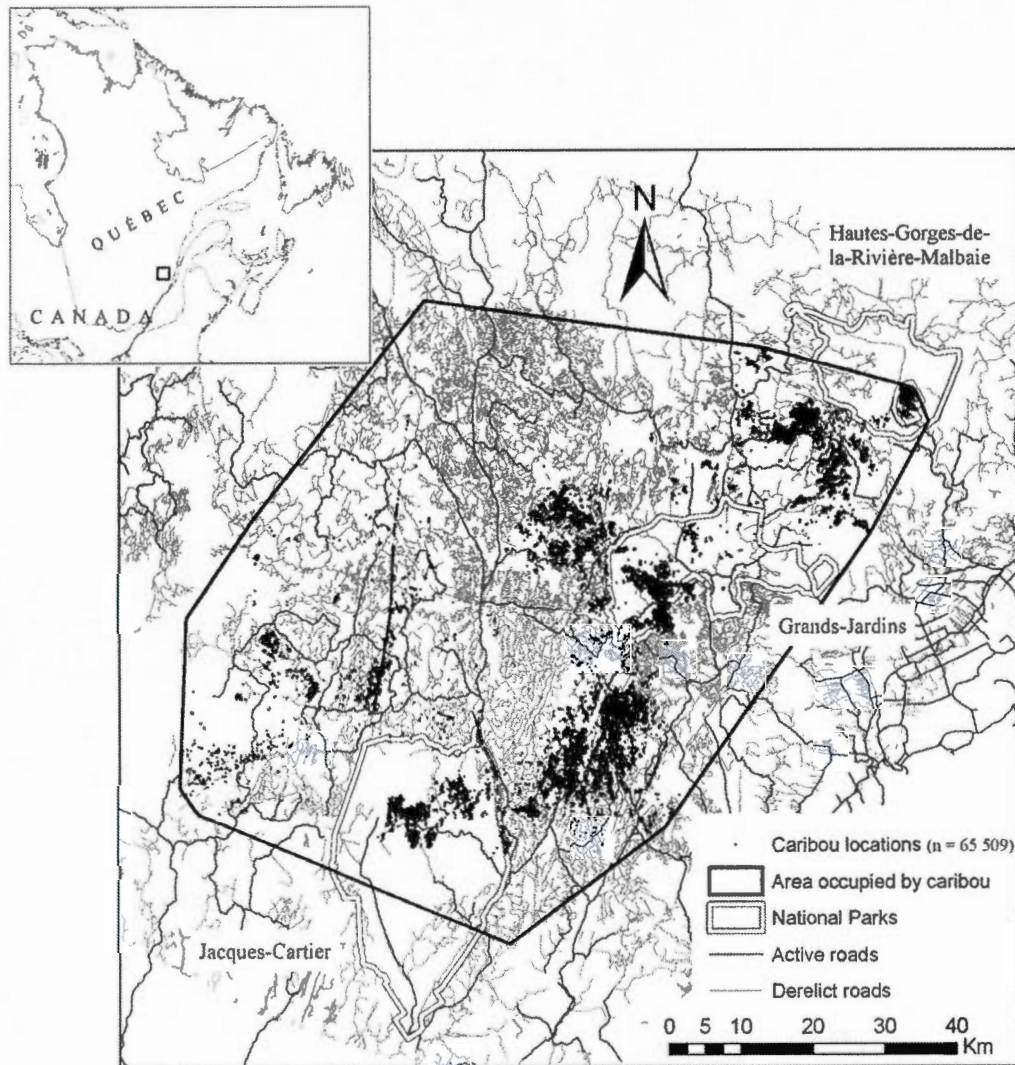 QUÉBEC
CANADA
N
Hautes-Gorges-de-
la-Rivière-Malbaie
Grands-Jardins
Jacques-Cartier
Caribou locations (n = 65 509)
Area occupied by caribou
National Parks
Active roads
Derelict roads
0 5 10 20 30 40
Km